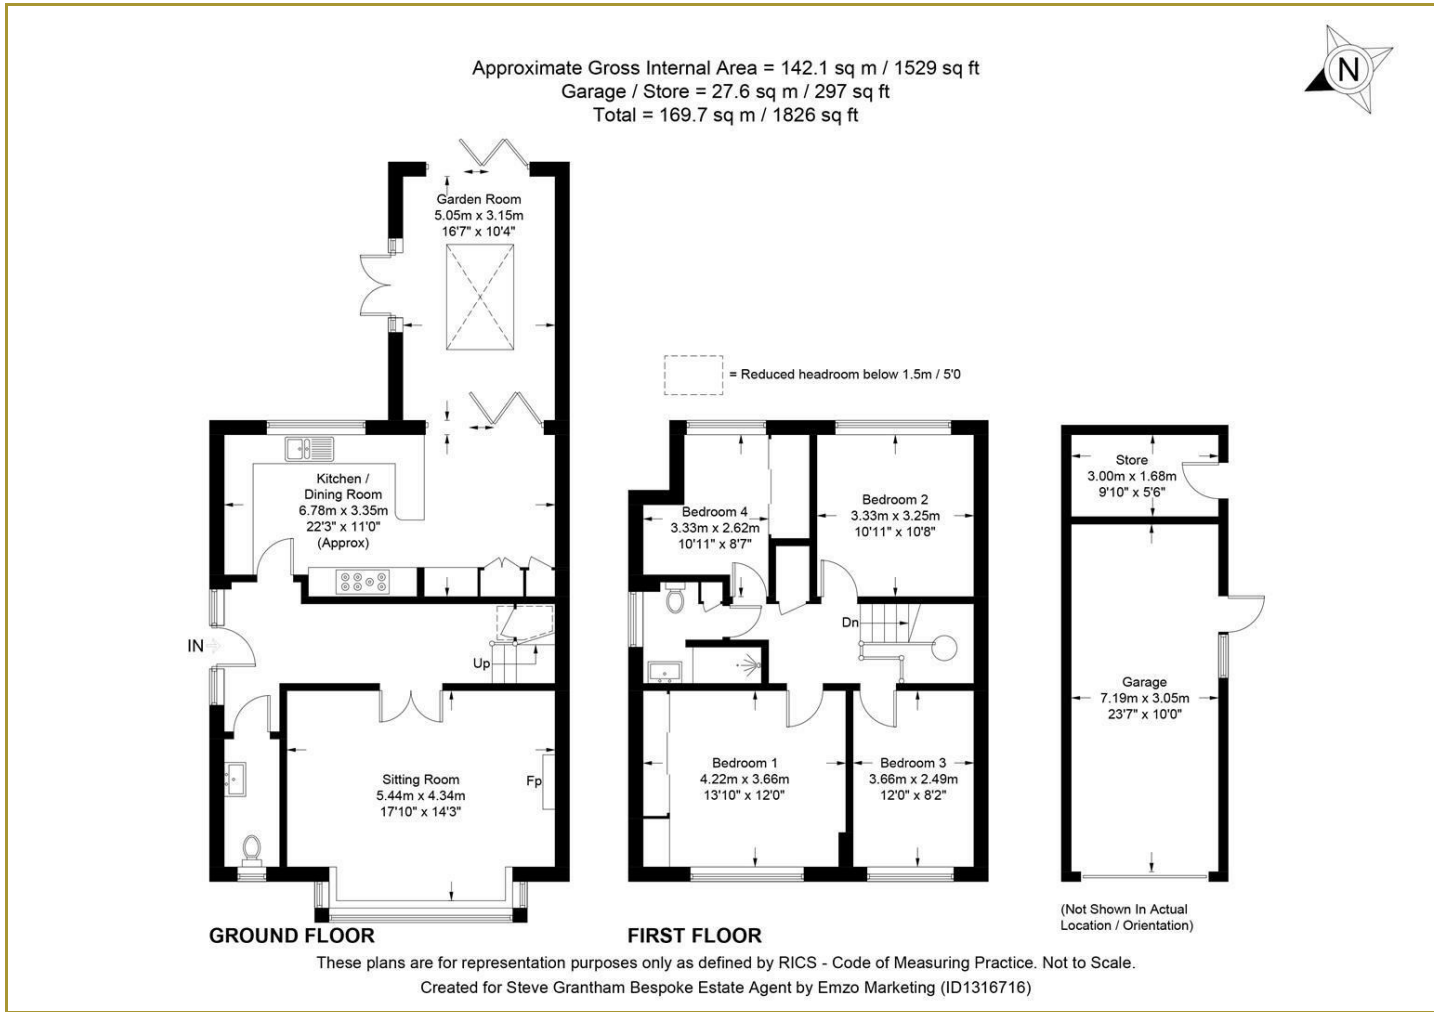 Approximate Gross Internal Area = 142.1 sq m / 1529 sq ft
Garage / Store = 27.6 sq m / 297 sq ft
Total = 169.7 sq m / 1826 sq ft
N
Garden Room
5.05m x 3.15m
16'7" x 10'4"
= Reduced headroom below 1.5m / 5'0
Kitchen /
Dining Room
6.78m x 3.35m
22'3" x 11'0"
(Approx)
IN
Up
Sitting Room
5.44m x 4.34m
17'10" x 14'3"
Fp
GROUND FLOOR
Bedroom 4
3.33m x 2.62m
10'11" x 8'7"
Bedroom 2
3.33m x 3.25m
10'11" x 10'8"
Dn
Bedroom 1
4.22m x 3.66m
13'10" x 12'0"
Bedroom 3
3.66m x 2.49m
12'0" x 8'2"
FIRST FLOOR
Store
3.00m x 1.68m
9'10" x 5'6"
Garage
7.19m x 3.05m
23'7" x 10'0"
(Not Shown In Actual
Location / Orientation)
These plans are for representation purposes only as defined by RICS - Code of Measuring Practice. Not to Scale.
Created for Steve Grantham Bespoke Estate Agent by Emzo Marketing (ID1316716)